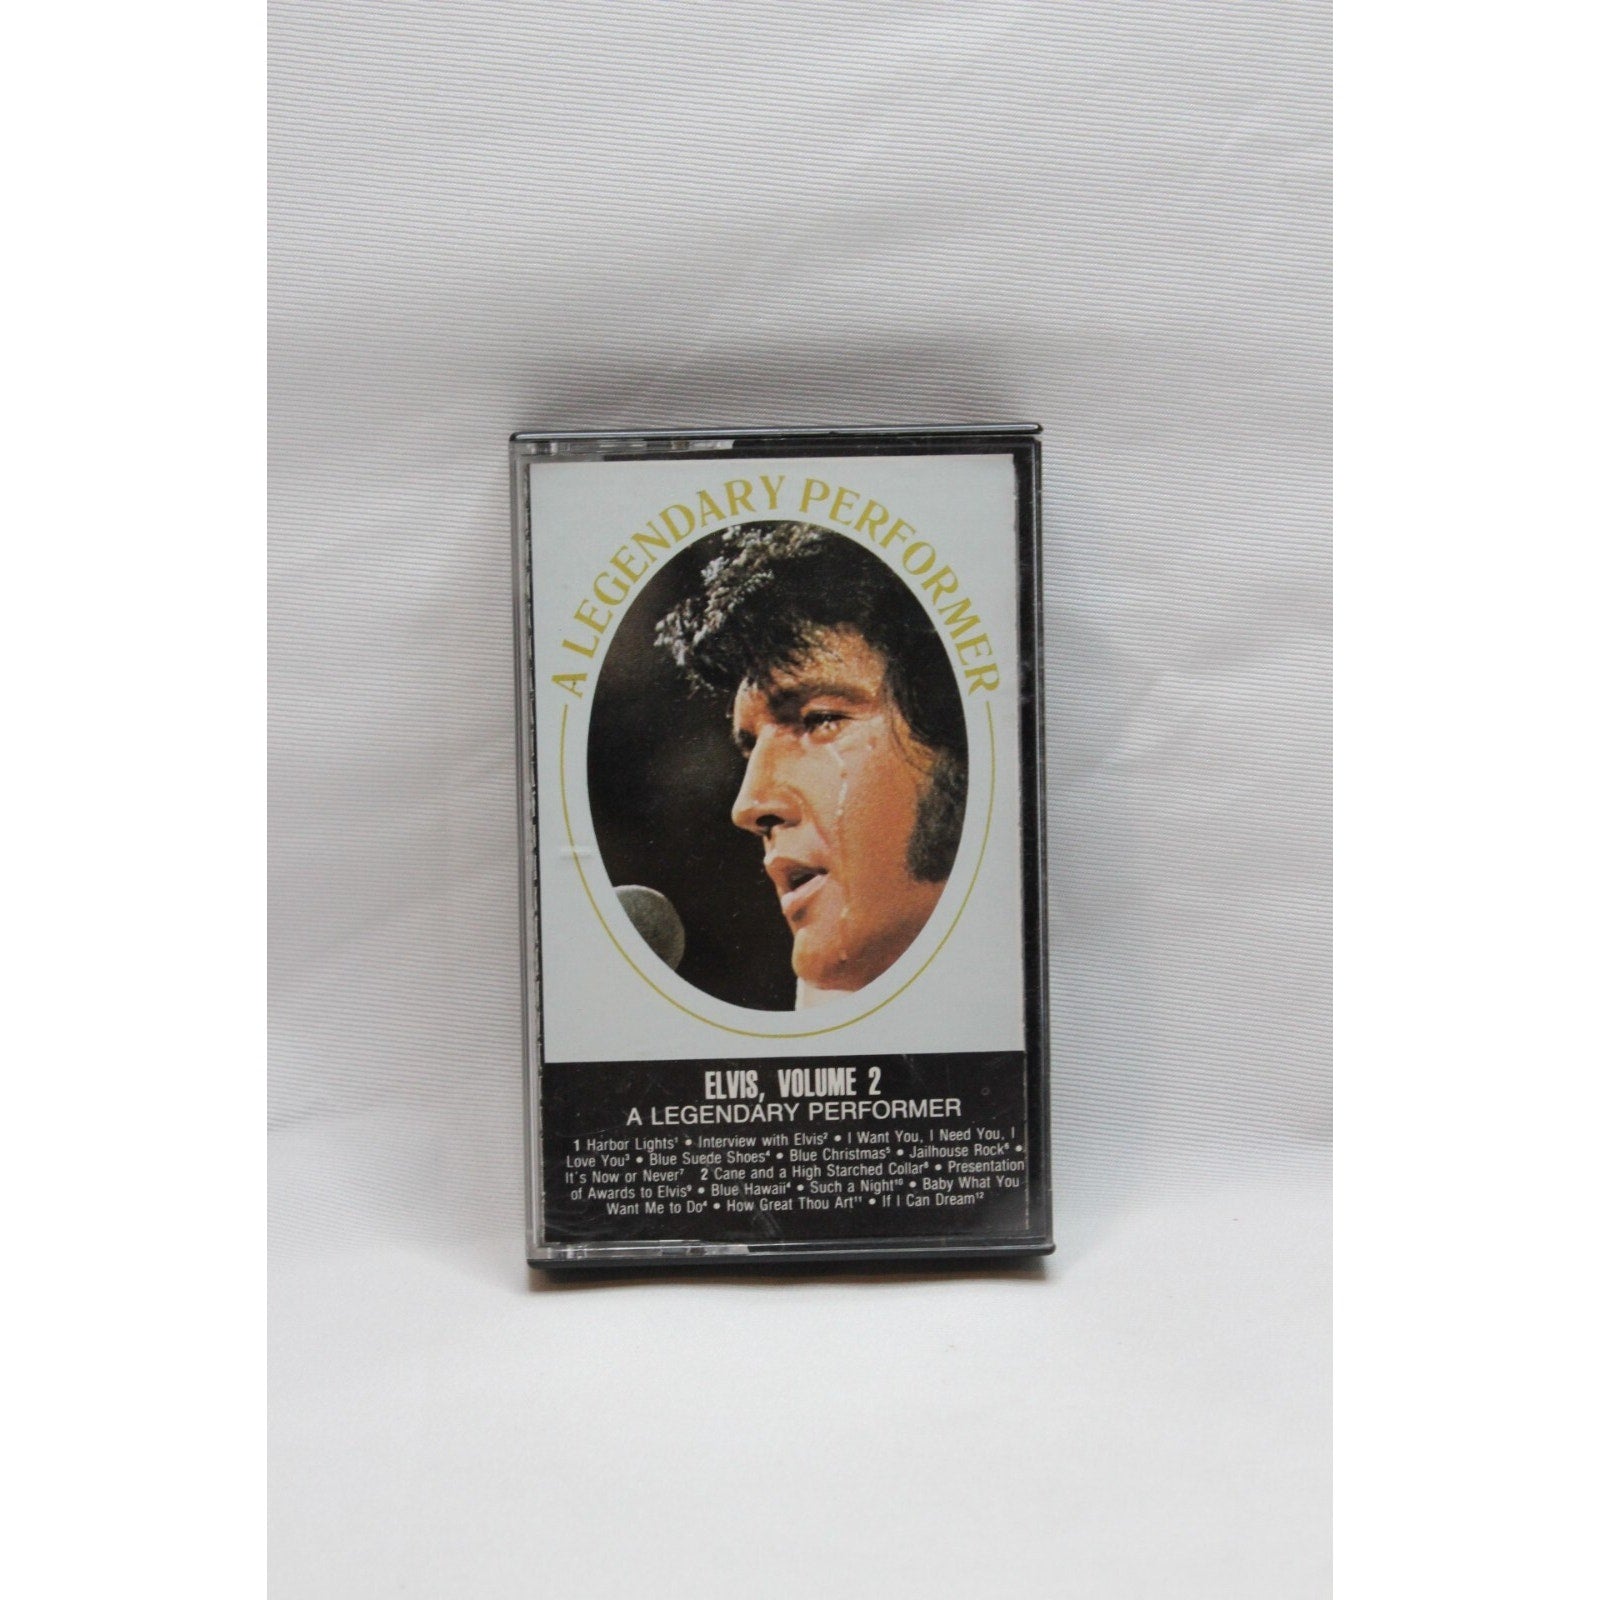 A LEGENDARY PERFORMER
ELVIS, VOLUME 2
A LEGENDARY PERFORMER
1 Harbor Lights¹ • Interview with Elvis² • I Want You, I Need You, I
Love You³ • Blue Suede Shoes⁴ • Blue Christmas⁵ • Jailhouse Rock⁶ •
It's Now or Never⁷ 2 Cane and a High Starched Collar⁸ • Presentation
of Awards to Elvis⁹ • Blue Hawaii⁴ • Such a Night¹⁰ • Baby What You
Want Me to Do⁴ • How Great Thou Art¹¹ • If I Can Dream¹²